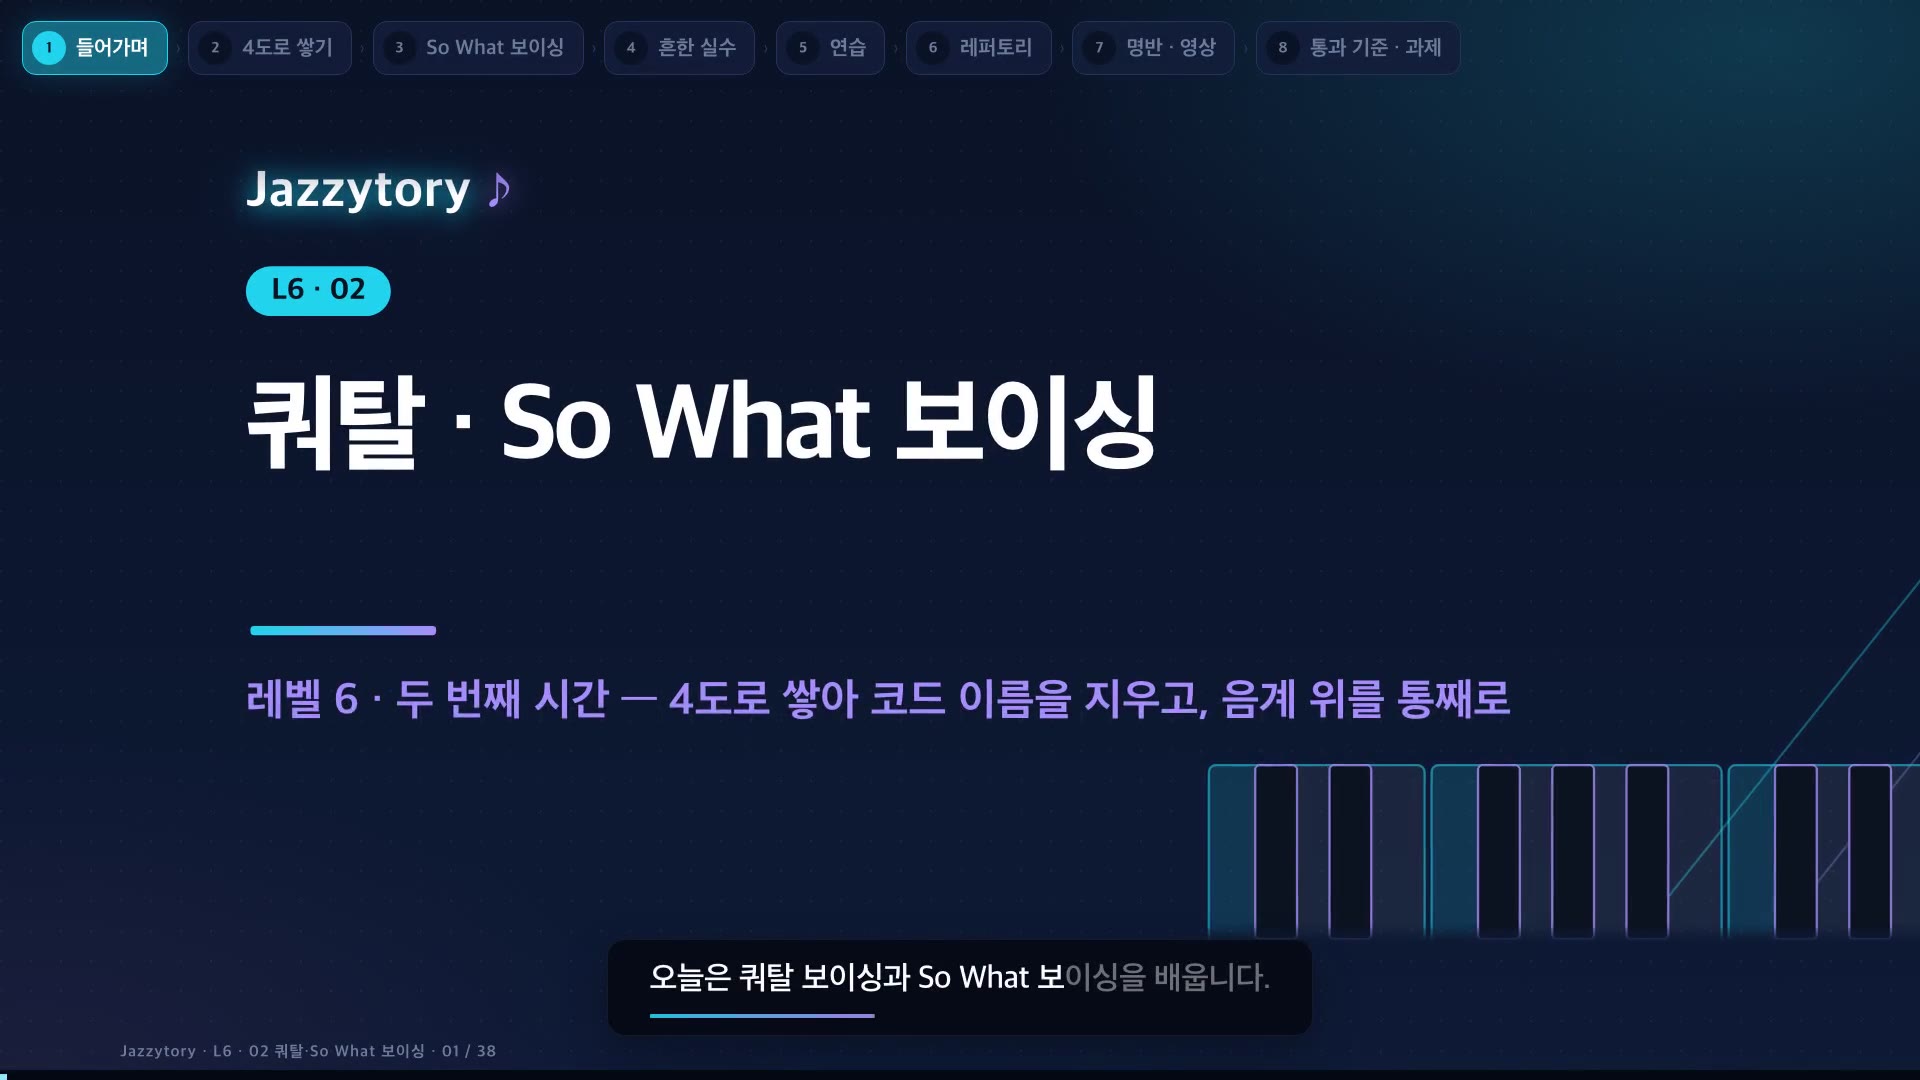 1 들어가며 › 2 4도로 쌓기 › 3 So What 보이싱 › 4 흔한 실수 › 5 연습 › 6 레퍼토리 › 7 명반 · 영상 › 8 통과 기준 · 과제
Jazzytory ♪
L6 · 02
쿼탈 · So What 보이싱
레벨 6 · 두 번째 시간 — 4도로 쌓아 코드 이름을 지우고, 음계 위를 통째로
오늘은 쿼탈 보이싱과 So What 보이싱을 배웁니다.
Jazzytory · L6 · 02 쿼탈·So What 보이싱 · 01 / 38